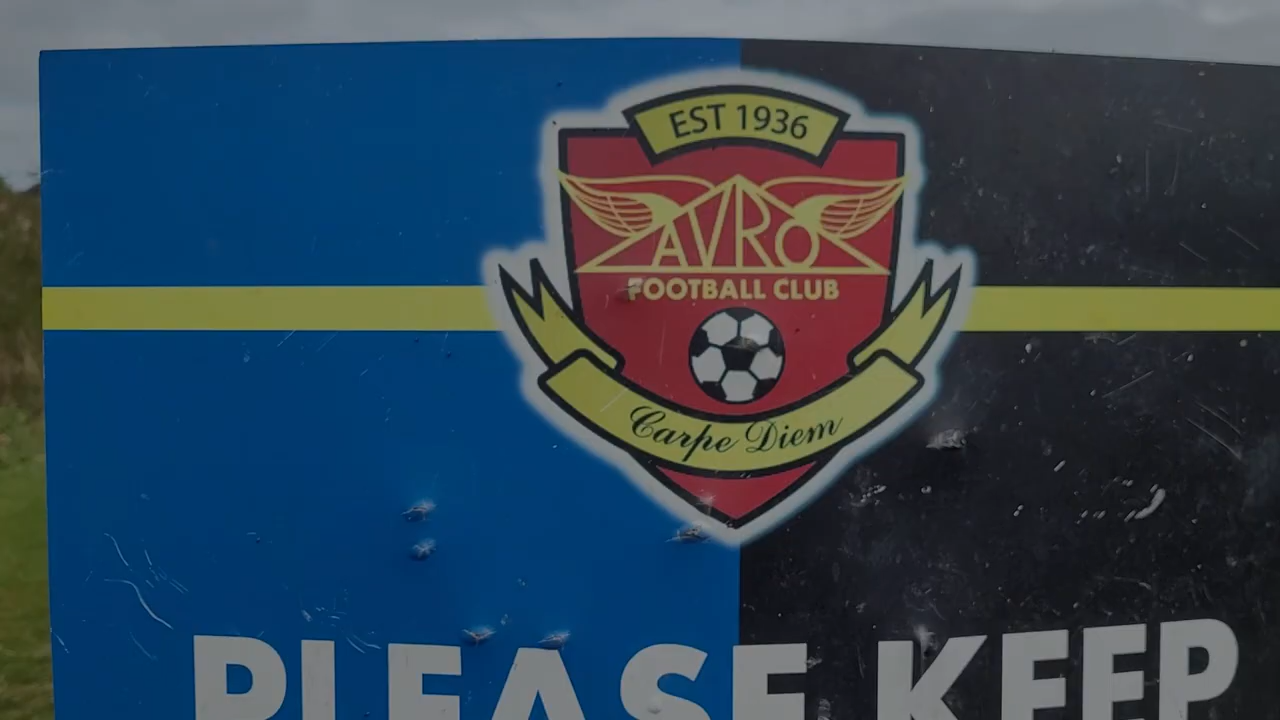 EST 1936
AVRO
FOOTBALL CLUB
Carpe Diem
PLEASE KEEP